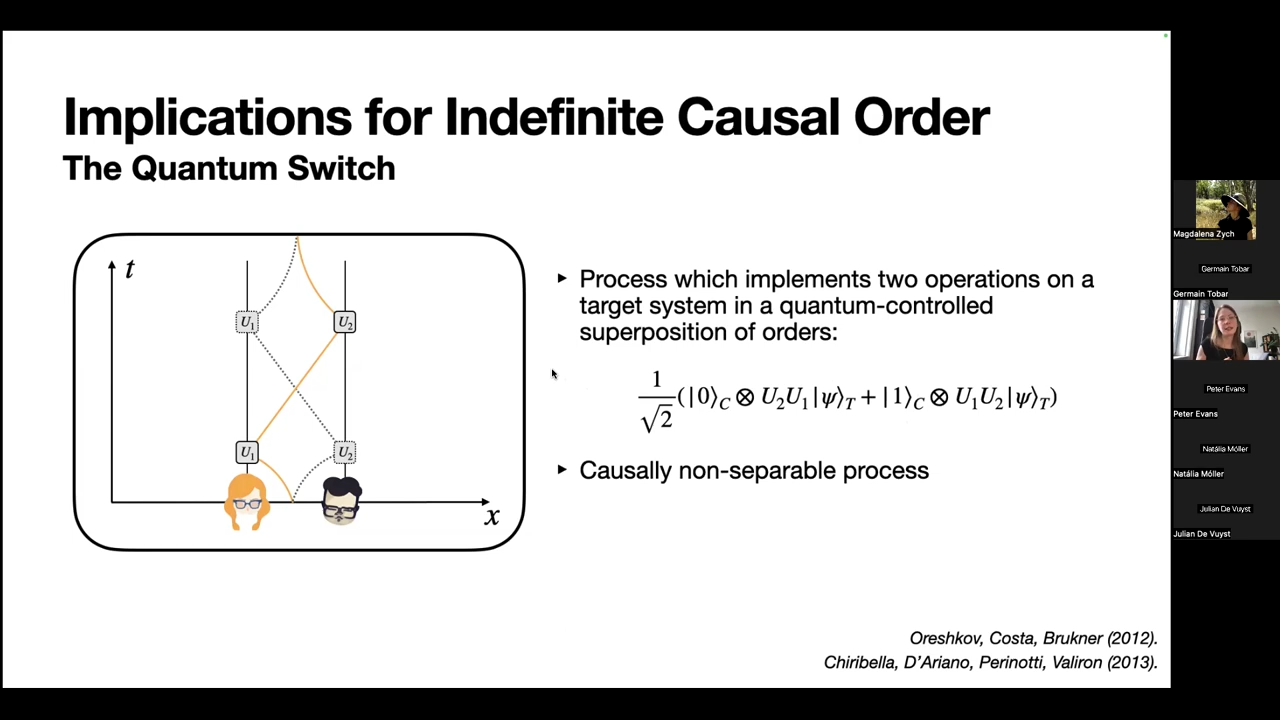 Implications for Indefinite Causal Order
The Quantum Switch
t
U₁
U₂
U₁
U₂
x
▸ Process which implements two operations on a
target system in a quantum-controlled
superposition of orders:
1/√2 (|0⟩_C ⊗ U₂U₁|ψ⟩_T + |1⟩_C ⊗ U₁U₂|ψ⟩_T)
▸ Causally non-separable process
Oreshkov, Costa, Brukner (2012).
Chiribella, D'Ariano, Perinotti, Valiron (2013).
Magdalena Zych
Germain Tobar
Germain Tobar
Peter Evans
Peter Evans
Natália Móller
Natália Móller
Julian De Vuyst
Julian De Vuyst